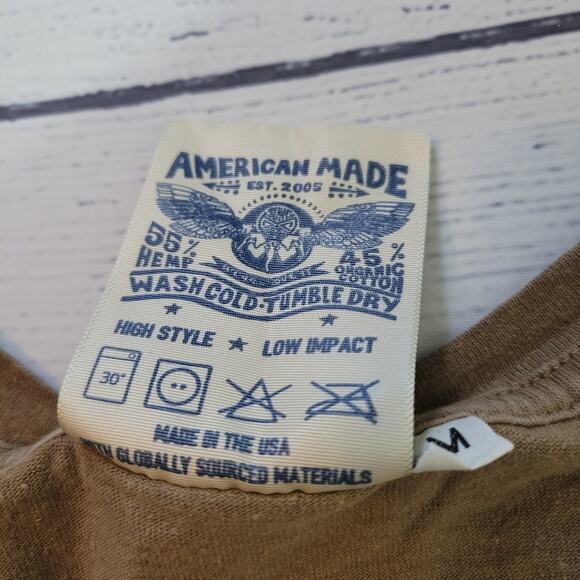 AMERICAN MADE
EST. 2005
55% HEMP
45% ORGANIC COTTON
WASH COLD-TUMBLE DRY
HIGH STYLE ★ LOW IMPACT
30°
MADE IN THE USA
WITH GLOBALLY SOURCED MATERIALS